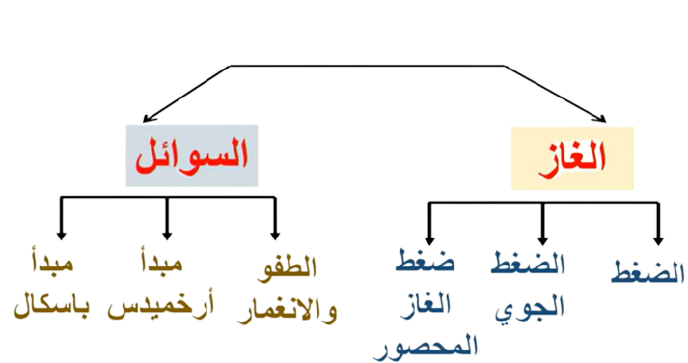 الغاز
السوائل
الضغط
الضغط
الجوي
ضغط
الغاز
المحصور
الطفو
والانغمار
مبدأ
أرخميدس
مبدأ
باسكال